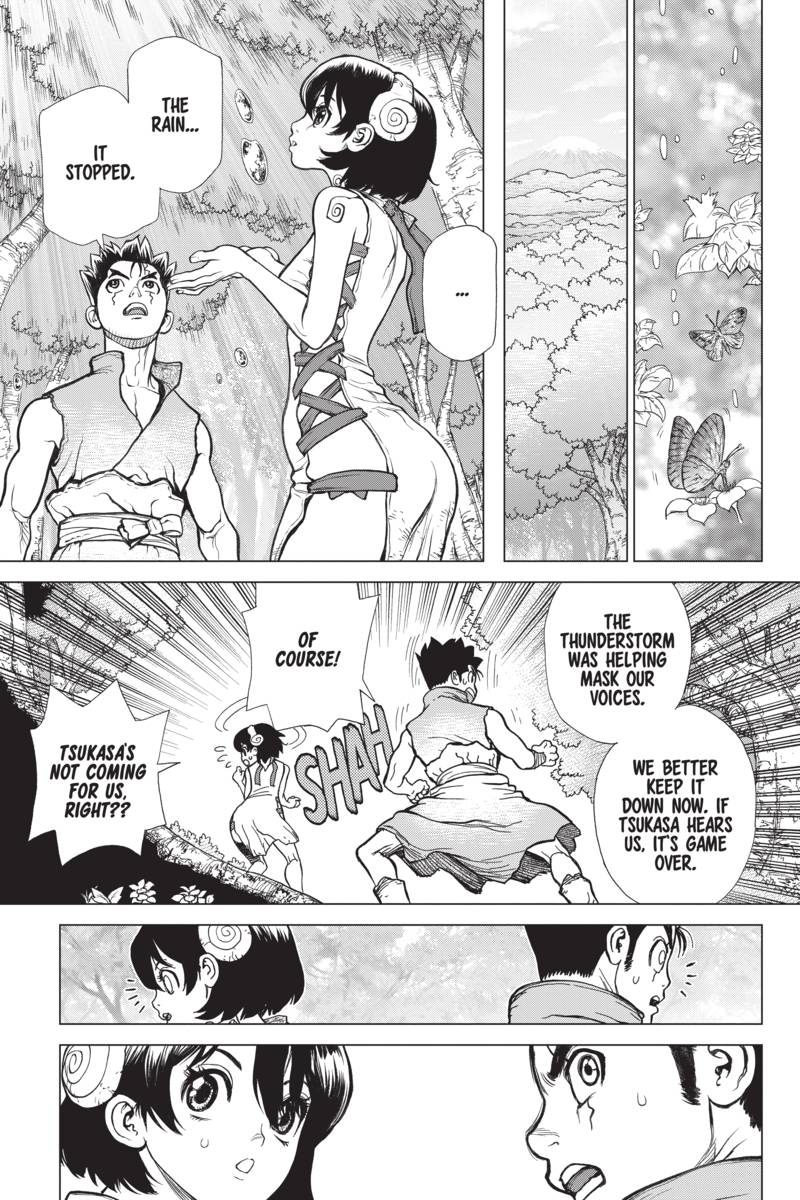 ...
THE
RAIN...
IT
STOPPED.
THE
THUNDERSTORM
WAS HELPING
MASK OUR
VOICES.
WE BETTER
KEEP IT
DOWN NOW. IF
TSUKASA HEARS
US, IT'S GAME
OVER.
OF
COURSE!
SHAH
TSUKASA'S
NOT COMING
FOR US,
RIGHT??